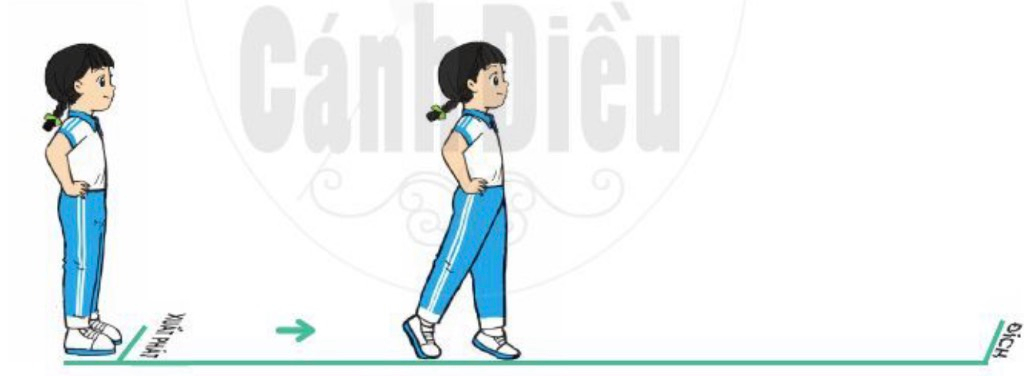 Cánh Diều
XUẤT PHÁT
ĐÍCH